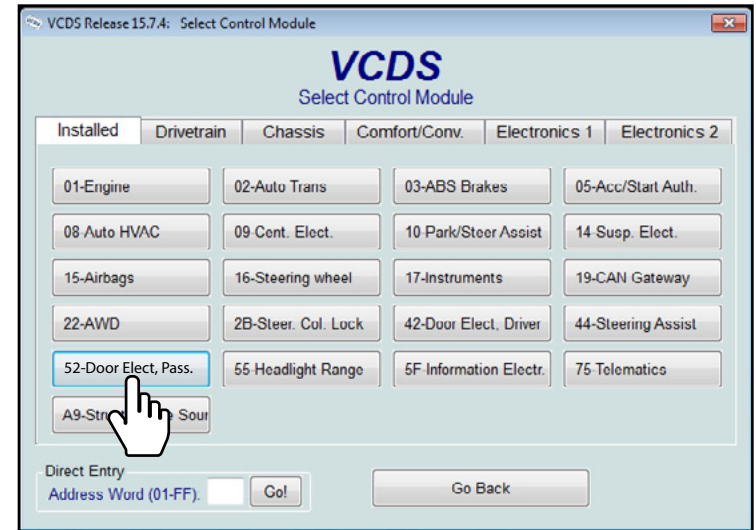 VCDS Release 15.7.4: Select Control Module
VCDS
Select Control Module
Installed Drivetrain Chassis Comfort/Conv. Electronics 1 Electronics 2
01-Engine 02-Auto Trans 03-ABS Brakes 05-Acc/Start Auth.
08-Auto HVAC 09-Cent. Elect. 10-Park/Steer Assist 14-Susp. Elect.
15-Airbags 16-Steering wheel 17-Instruments 19-CAN Gateway
22-AWD 2B-Steer. Col. Lock 42-Door Elect, Driver 44-Steering Assist
52-Door Elect, Pass. 55-Headlight Range 5F-Information Electr. 75-Telematics
Sour
Direct Entry
Address Word (01-FF): Go! Go Back